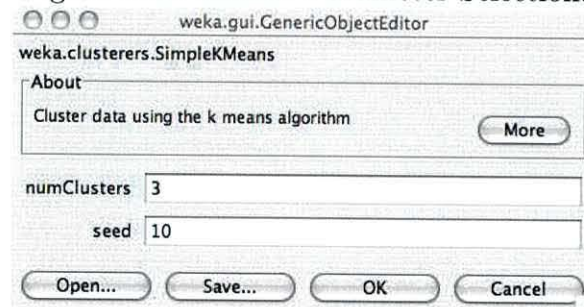 weka.gui.GenericObjectEditor
weka.clusterers.SimpleKMeans
About
Cluster data using the k means algorithm
More
numClusters 3
seed 10
Open... Save... OK Cancel